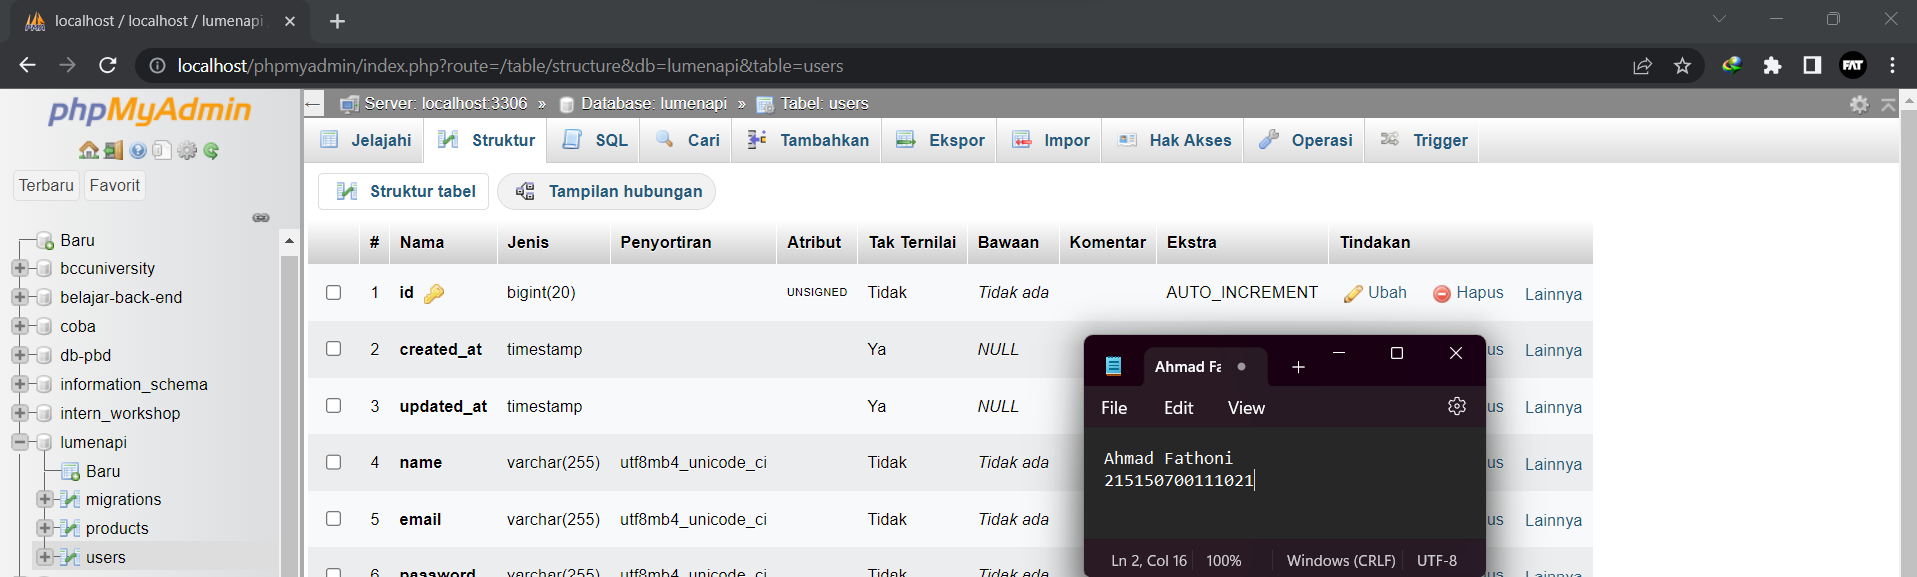 localhost / localhost / lumenapi
localhost/phpmyadmin/index.php?route=/table/structure&db=lumenapi&table=users
FAT
phpMyAdmin
Terbaru Favorit
Baru
bccuniversity
belajar-back-end
coba
db-pbd
information_schema
intern_workshop
lumenapi
Baru
migrations
products
users
Server: localhost:3306 » Database: lumenapi » Tabel: users
Jelajahi Struktur SQL Cari Tambahkan Ekspor Impor Hak Akses Operasi Trigger
Struktur tabel Tampilan hubungan
# Nama Jenis Penyortiran Atribut Tak Ternilai Bawaan Komentar Ekstra Tindakan
1 id bigint(20) UNSIGNED Tidak Tidak ada AUTO_INCREMENT Ubah Hapus Lainnya
2 created_at timestamp Ya NULL us Lainnya
3 updated_at timestamp Ya NULL us Lainnya
4 name varchar(255) utf8mb4_unicode_ci Tidak Tidak ada us Lainnya
5 email varchar(255) utf8mb4_unicode_ci Tidak Tidak ada us Lainnya
6 password varchar(255) utf8mb4_unicode_ci Tidak Tidak ada us Lainnya
Ahmad Fa
File Edit View
Ahmad Fathoni
215150700111021
Ln 2, Col 16 100% Windows (CRLF) UTF-8